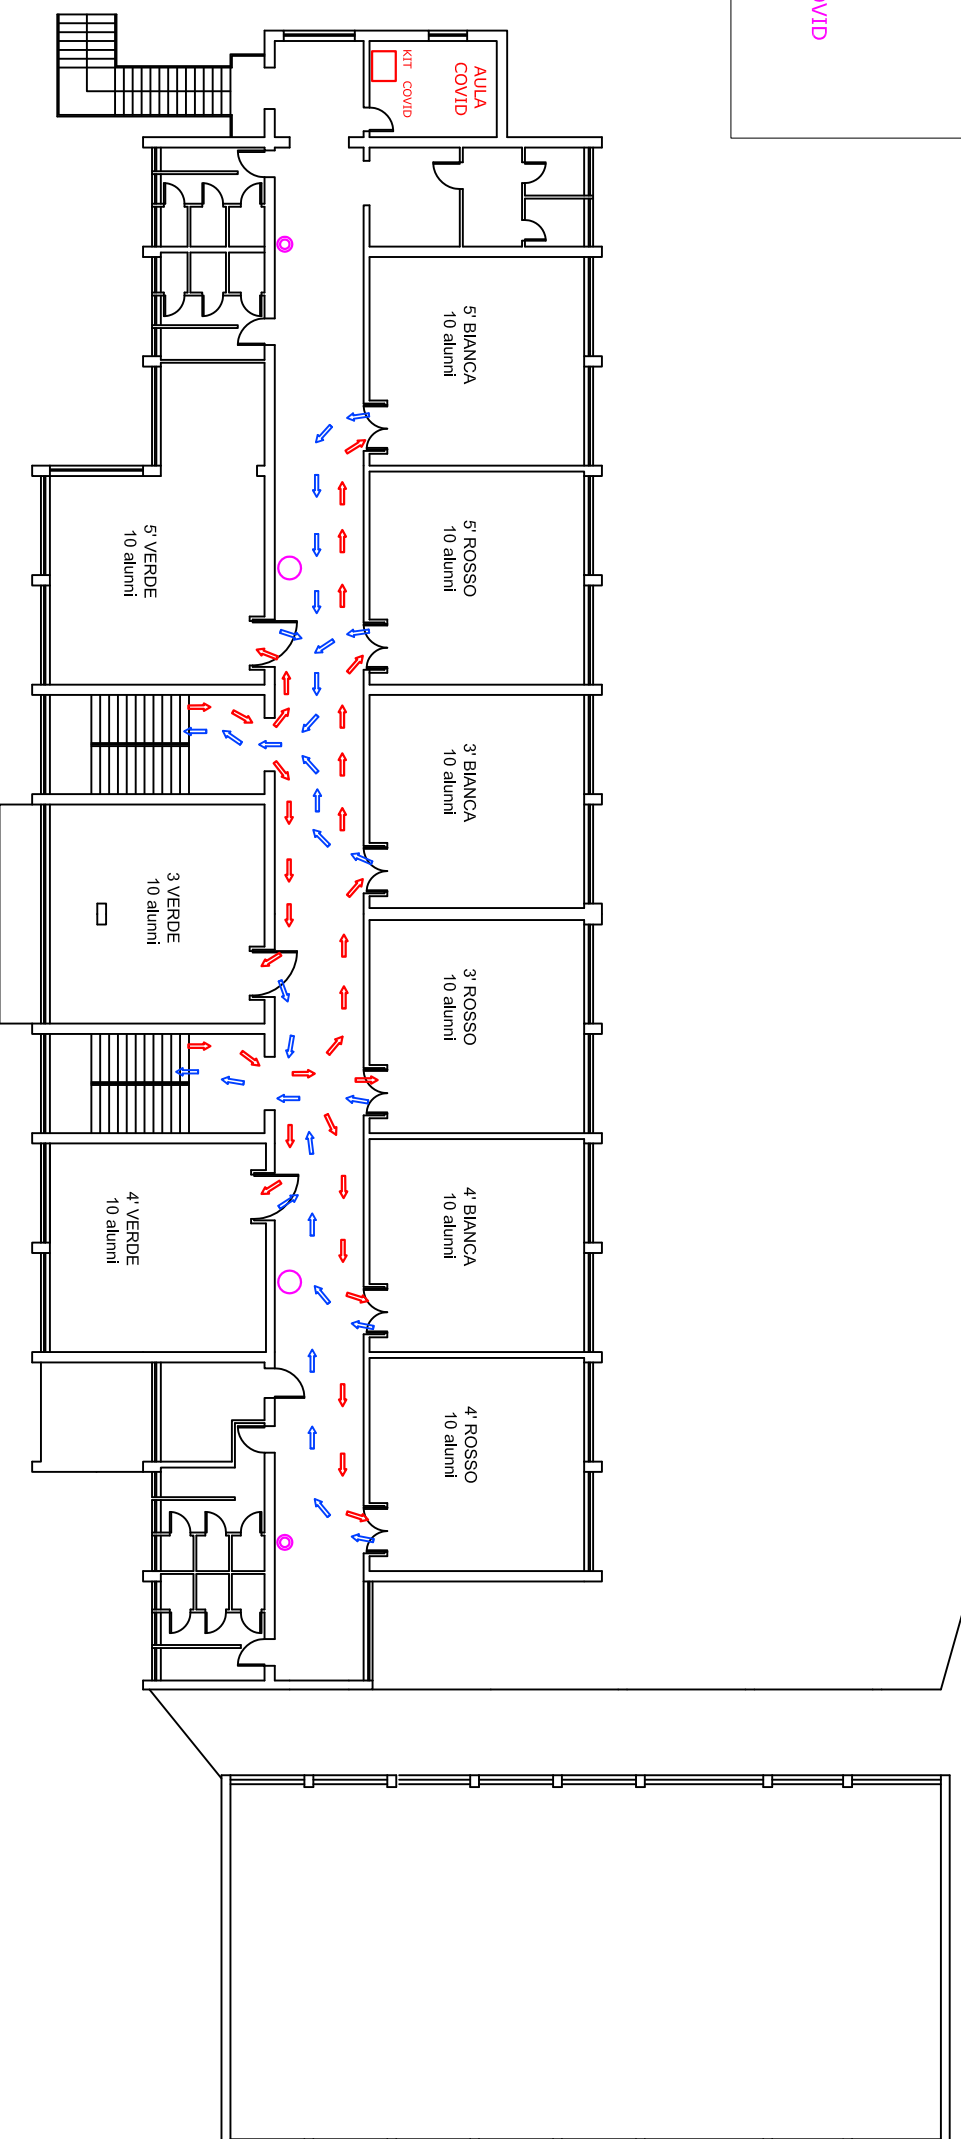 OVID
AULA
COVID
KIT COVID
5' BIANCA
10 alunni
5' ROSSO
10 alunni
5' VERDE
10 alunni
3' BIANCA
10 alunni
3 VERDE
10 alunni
3' ROSSO
10 alunni
4' BIANCA
10 alunni
4' VERDE
10 alunni
4' ROSSO
10 alunni